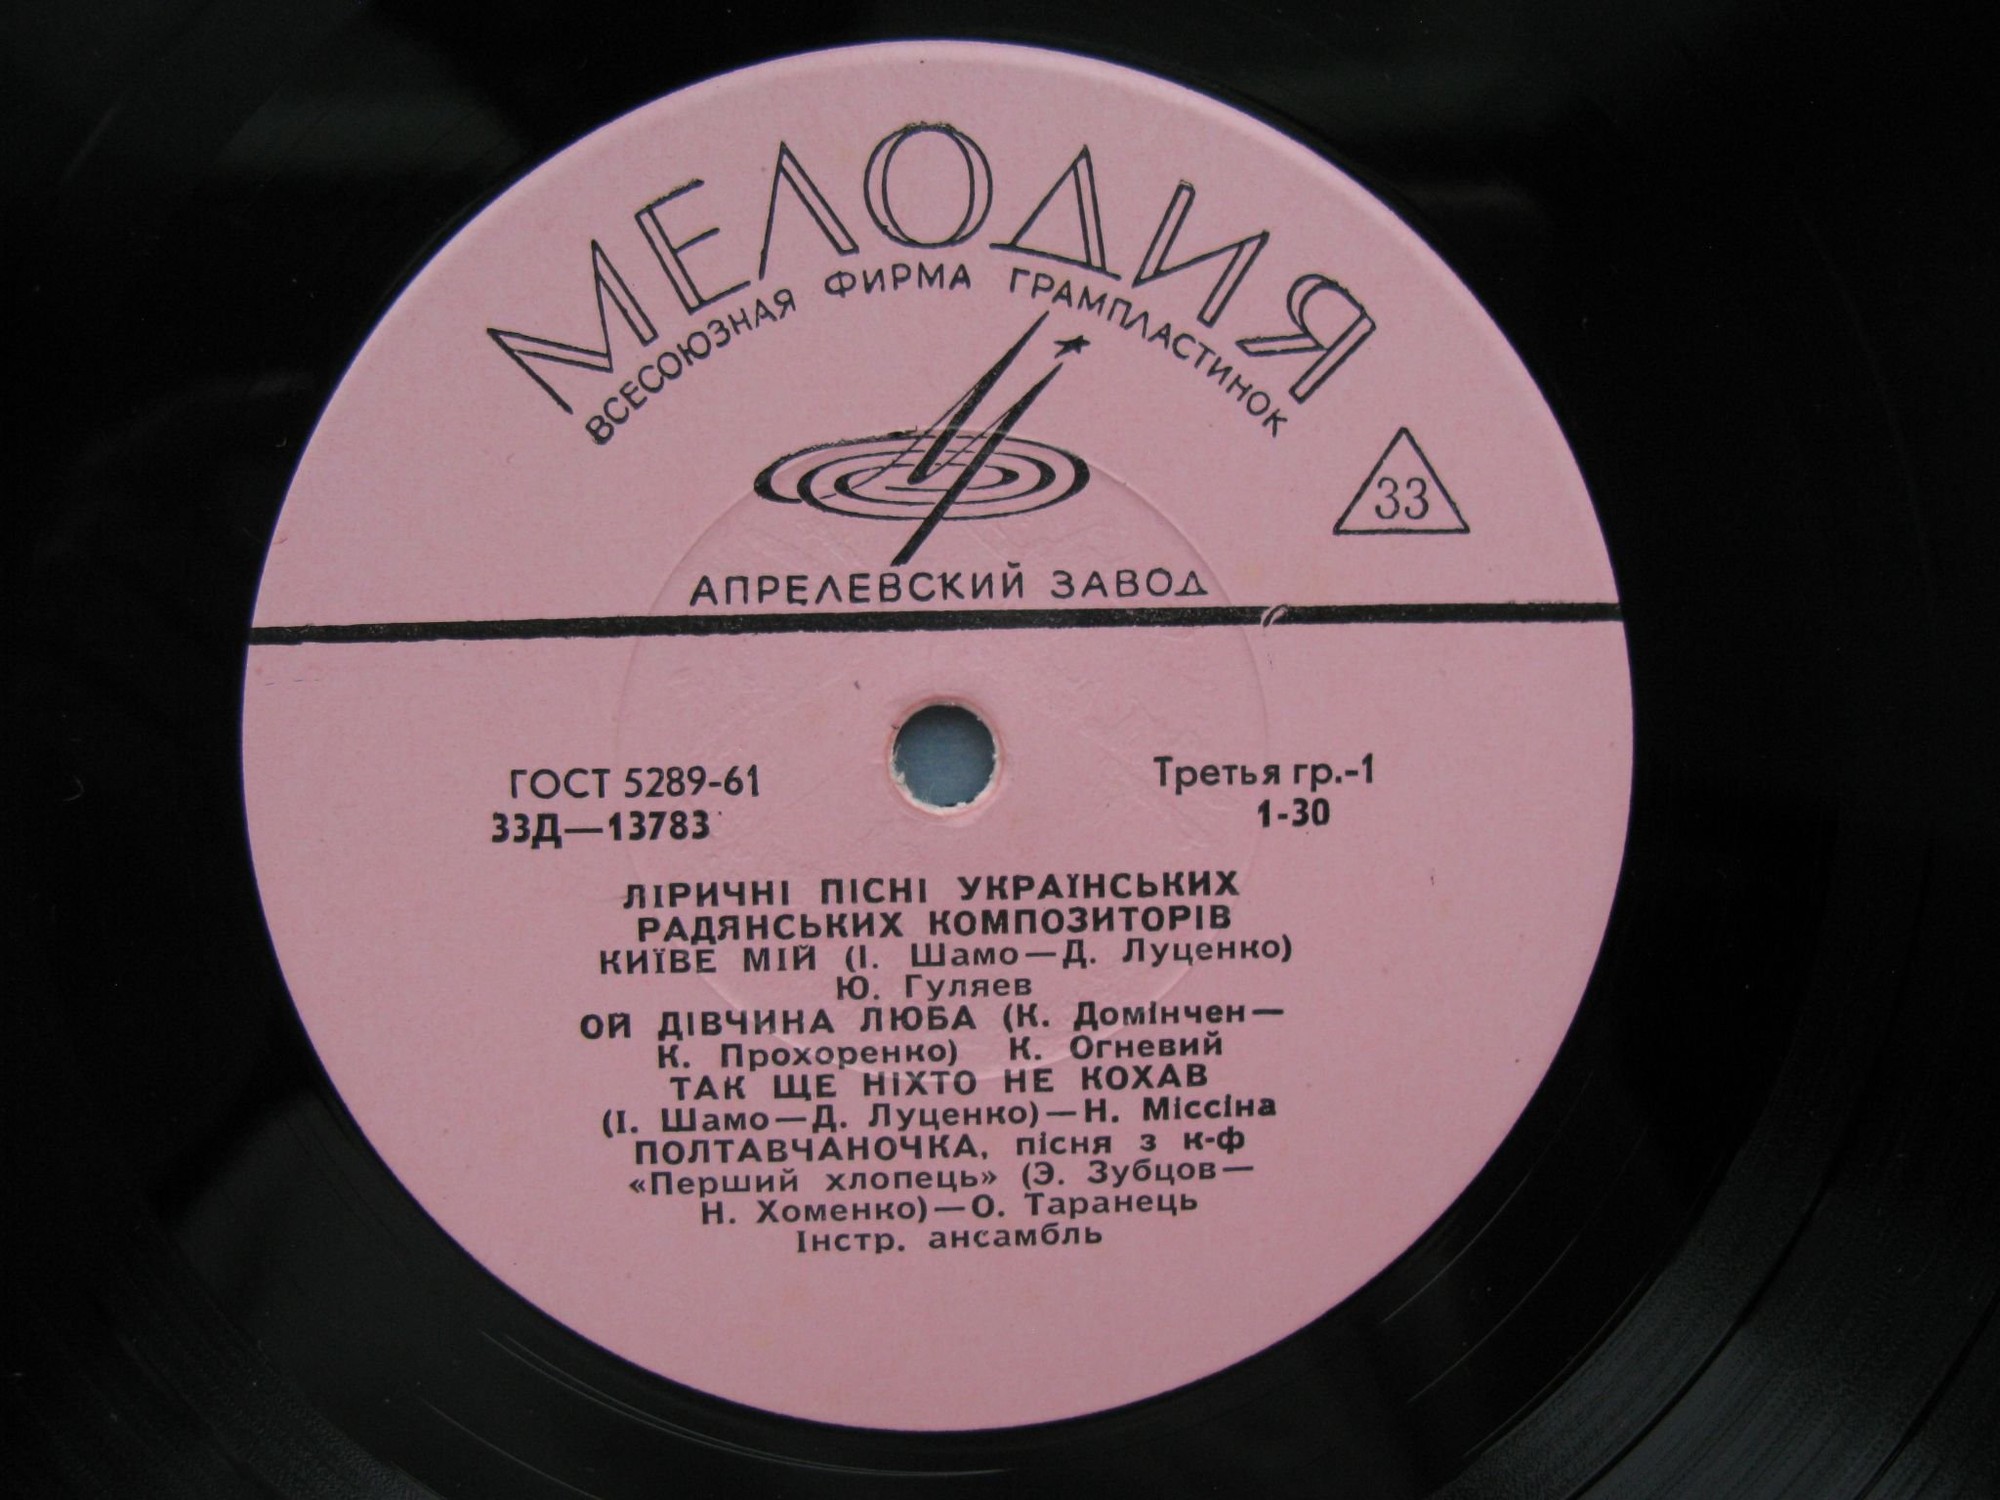 МЕЛОДИЯ
ВСЕСОЮЗНАЯ ФИРМА ГРАМПЛАСТИНОК
33
АПРЕЛЕВСКИЙ ЗАВОД
ГОСТ 5289-61
33Д—13783
Третья гр.-1
1-30
ЛІРИЧНІ ПІСНІ УКРАЇНСЬКИХ
РАДЯНСЬКИХ КОМПОЗИТОРІВ
КИЇВЕ МІЙ (І. Шамо—Д. Луценко)
Ю. Гуляев
ОЙ ДІВЧИНА ЛЮБА (К. Домінчен—
К. Прохоренко) К. Огневий
ТАК ЩЕ НІХТО НЕ КОХАВ
(І. Шамо—Д. Луценко)—Н. Міссіна
ПОЛТАВЧАНОЧКА, пісня з к-ф
«Перший хлопець» (Э. Зубцов—
Н. Хоменко)—О. Таранець
Інстр. ансамбль